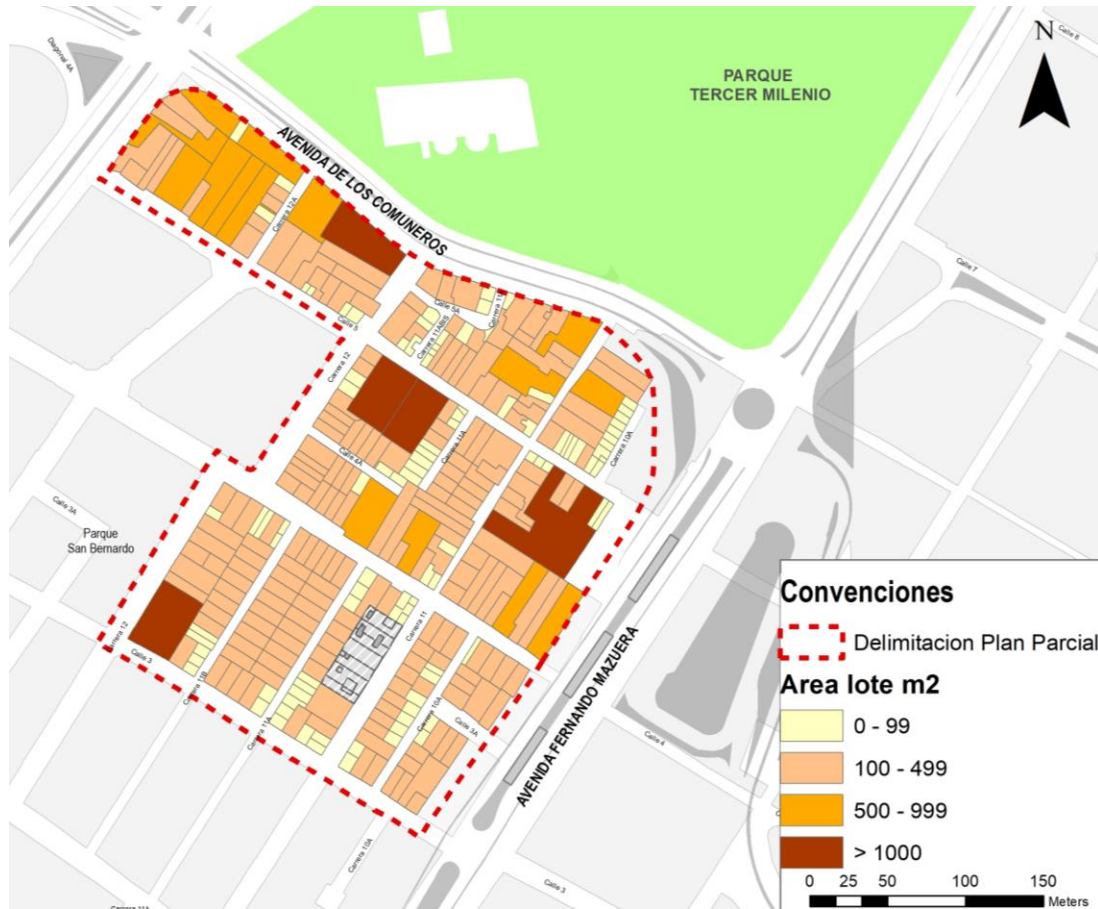 Calle 8
N
Diagonal 4A
PARQUE
TERCER MILENIO
AVENIDA DE LOS COMUNEROS
Carrera 12A
Calle 7
Calle 5
Calle 5A
Carrera 11
Carrera 11ABIS
Carrera 12
Carrera 11A
Carrera 10A
Calle 4A
Calle 3A
Parque
San Bernardo
Carrera 12
Calle 3
Carrera 11B
Carrera 11A
Carrera 11
Carrera 10A
Calle 3A
AVENIDA FERNANDO MAZUERA
Calle 4
Carrera 10A
Calle 3
Carrera 11A
Convenciones
Delimitacion Plan Parcial
Area lote m2
0 - 99
100 - 499
500 - 999
> 1000
0 25 50 100 150
Meters